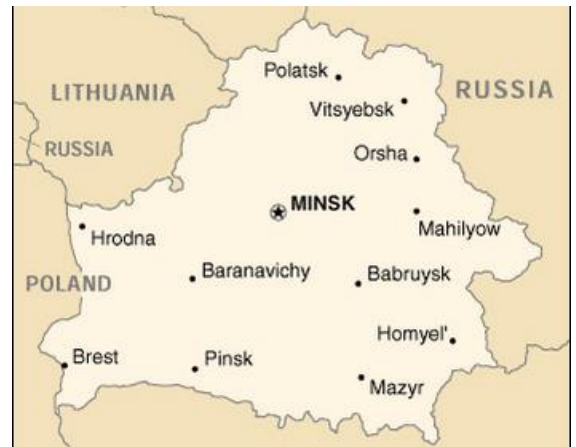 Polatsk
LITHUANIA
RUSSIA
Vitsyebsk
RUSSIA
Orsha
MINSK
Mahilyow
Hrodna
Baranavichy
Babruysk
POLAND
Homyel'
Brest
Pinsk
Mazyr